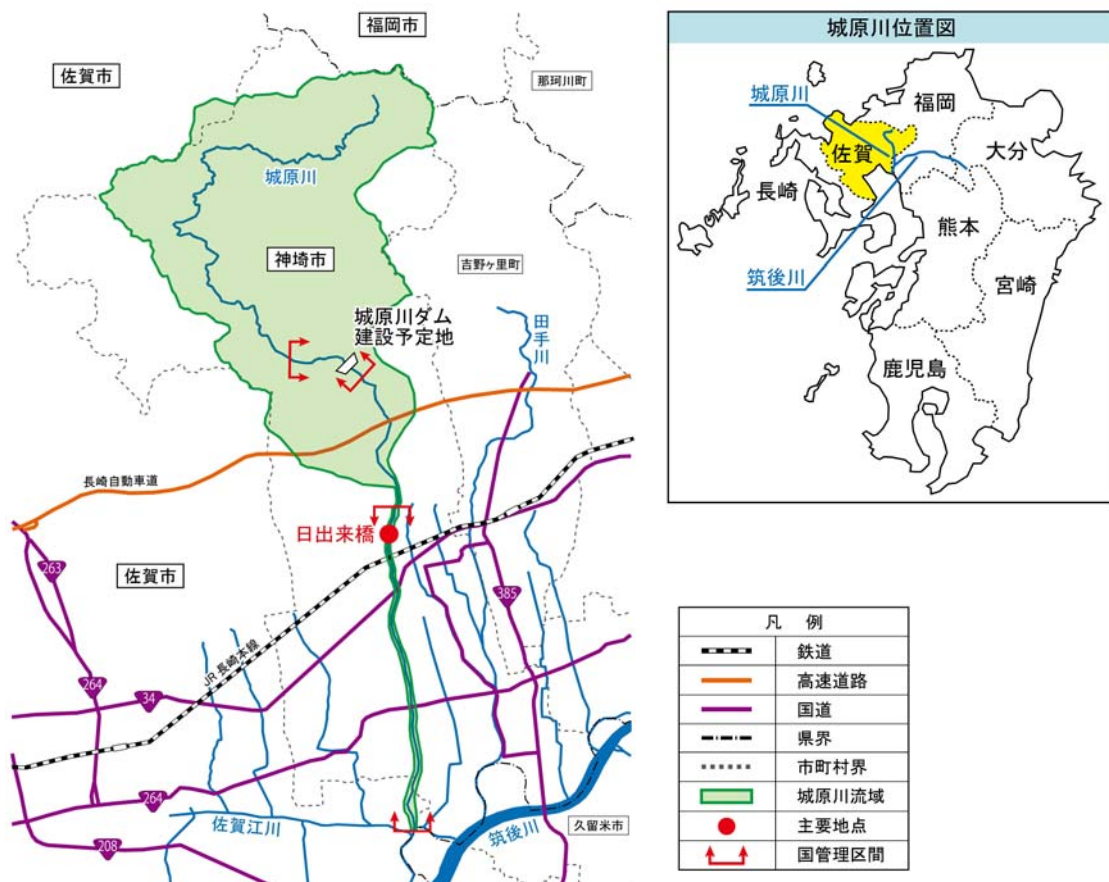 福岡市
佐賀市
那珂川町
城原川
神埼市
吉野ヶ里町
城原川ダム
建設予定地
田手川
長崎自動車道
日出来橋
263
佐賀市
385
JR 長崎本線
264
34
264
佐賀江川
筑後川
久留米市
208
城原川位置図
城原川
福岡
佐賀
大分
長崎
熊本
筑後川
宮崎
鹿児島
凡 例
鉄道
高速道路
国道
県界
市町村界
城原川流域
主要地点
国管理区間